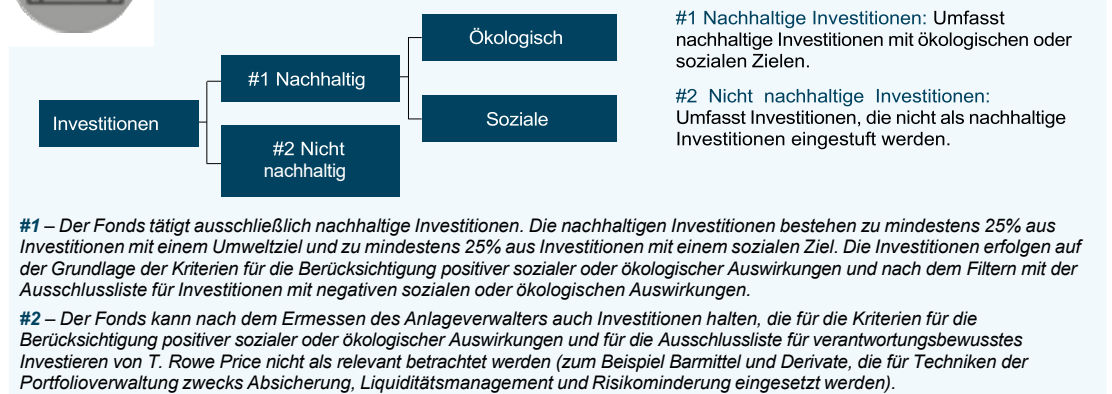 Investitionen
#1 Nachhaltig
#2 Nicht
nachhaltig
Ökologisch
Soziale
#1 Nachhaltige Investitionen: Umfasst
nachhaltige Investitionen mit ökologischen oder
sozialen Zielen.
#2 Nicht nachhaltige Investitionen:
Umfasst Investitionen, die nicht als nachhaltige
Investitionen eingestuft werden.
#1 – Der Fonds tätigt ausschließlich nachhaltige Investitionen. Die nachhaltigen Investitionen bestehen zu mindestens 25% aus
Investitionen mit einem Umweltziel und zu mindestens 25% aus Investitionen mit einem sozialen Ziel. Die Investitionen erfolgen auf
der Grundlage der Kriterien für die Berücksichtigung positiver sozialer oder ökologischer Auswirkungen und nach dem Filtern mit der
Ausschlussliste für Investitionen mit negativen sozialen oder ökologischen Auswirkungen.
#2 – Der Fonds kann nach dem Ermessen des Anlageverwalters auch Investitionen halten, die für die Kriterien für die
Berücksichtigung positiver sozialer oder ökologischer Auswirkungen und für die Ausschlussliste für verantwortungsbewusstes
Investieren von T. Rowe Price nicht als relevant betrachtet werden (zum Beispiel Barmittel und Derivate, die für Techniken der
Portfolioverwaltung zwecks Absicherung, Liquiditätsmanagement und Risikominderung eingesetzt werden).